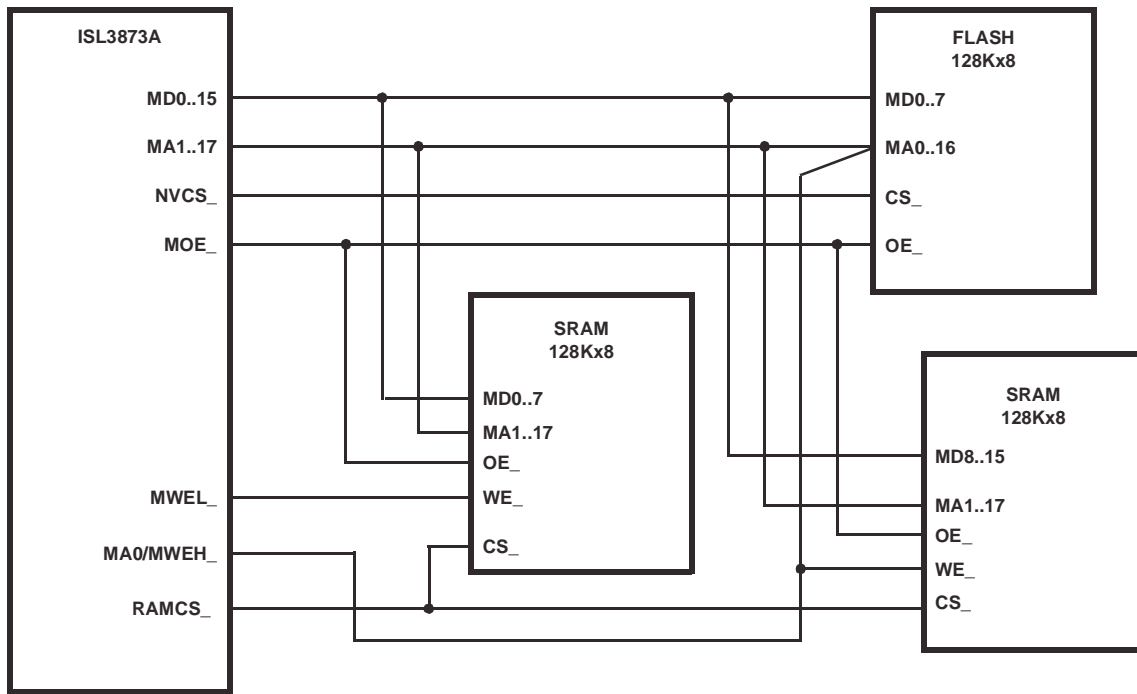 ISL3873A
MD0..15
MA1..17
NVCS_
MOE_
MWEL_
MA0/MWEH_
RAMCS_
FLASH
128Kx8
MD0..7
MA0..16
CS_
OE_
SRAM
128Kx8
MD0..7
MA1..17
OE_
WE_
CS_
SRAM
128Kx8
MD8..15
MA1..17
OE_
WE_
CS_